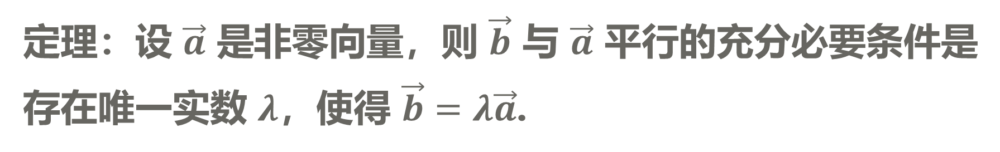 定理：设 $\vec{a}$ 是非零向量，则 $\vec{b}$ 与 $\vec{a}$ 平行的充分必要条件是
存在唯一实数 $\lambda$，使得 $\vec{b} = \lambda\vec{a}$.